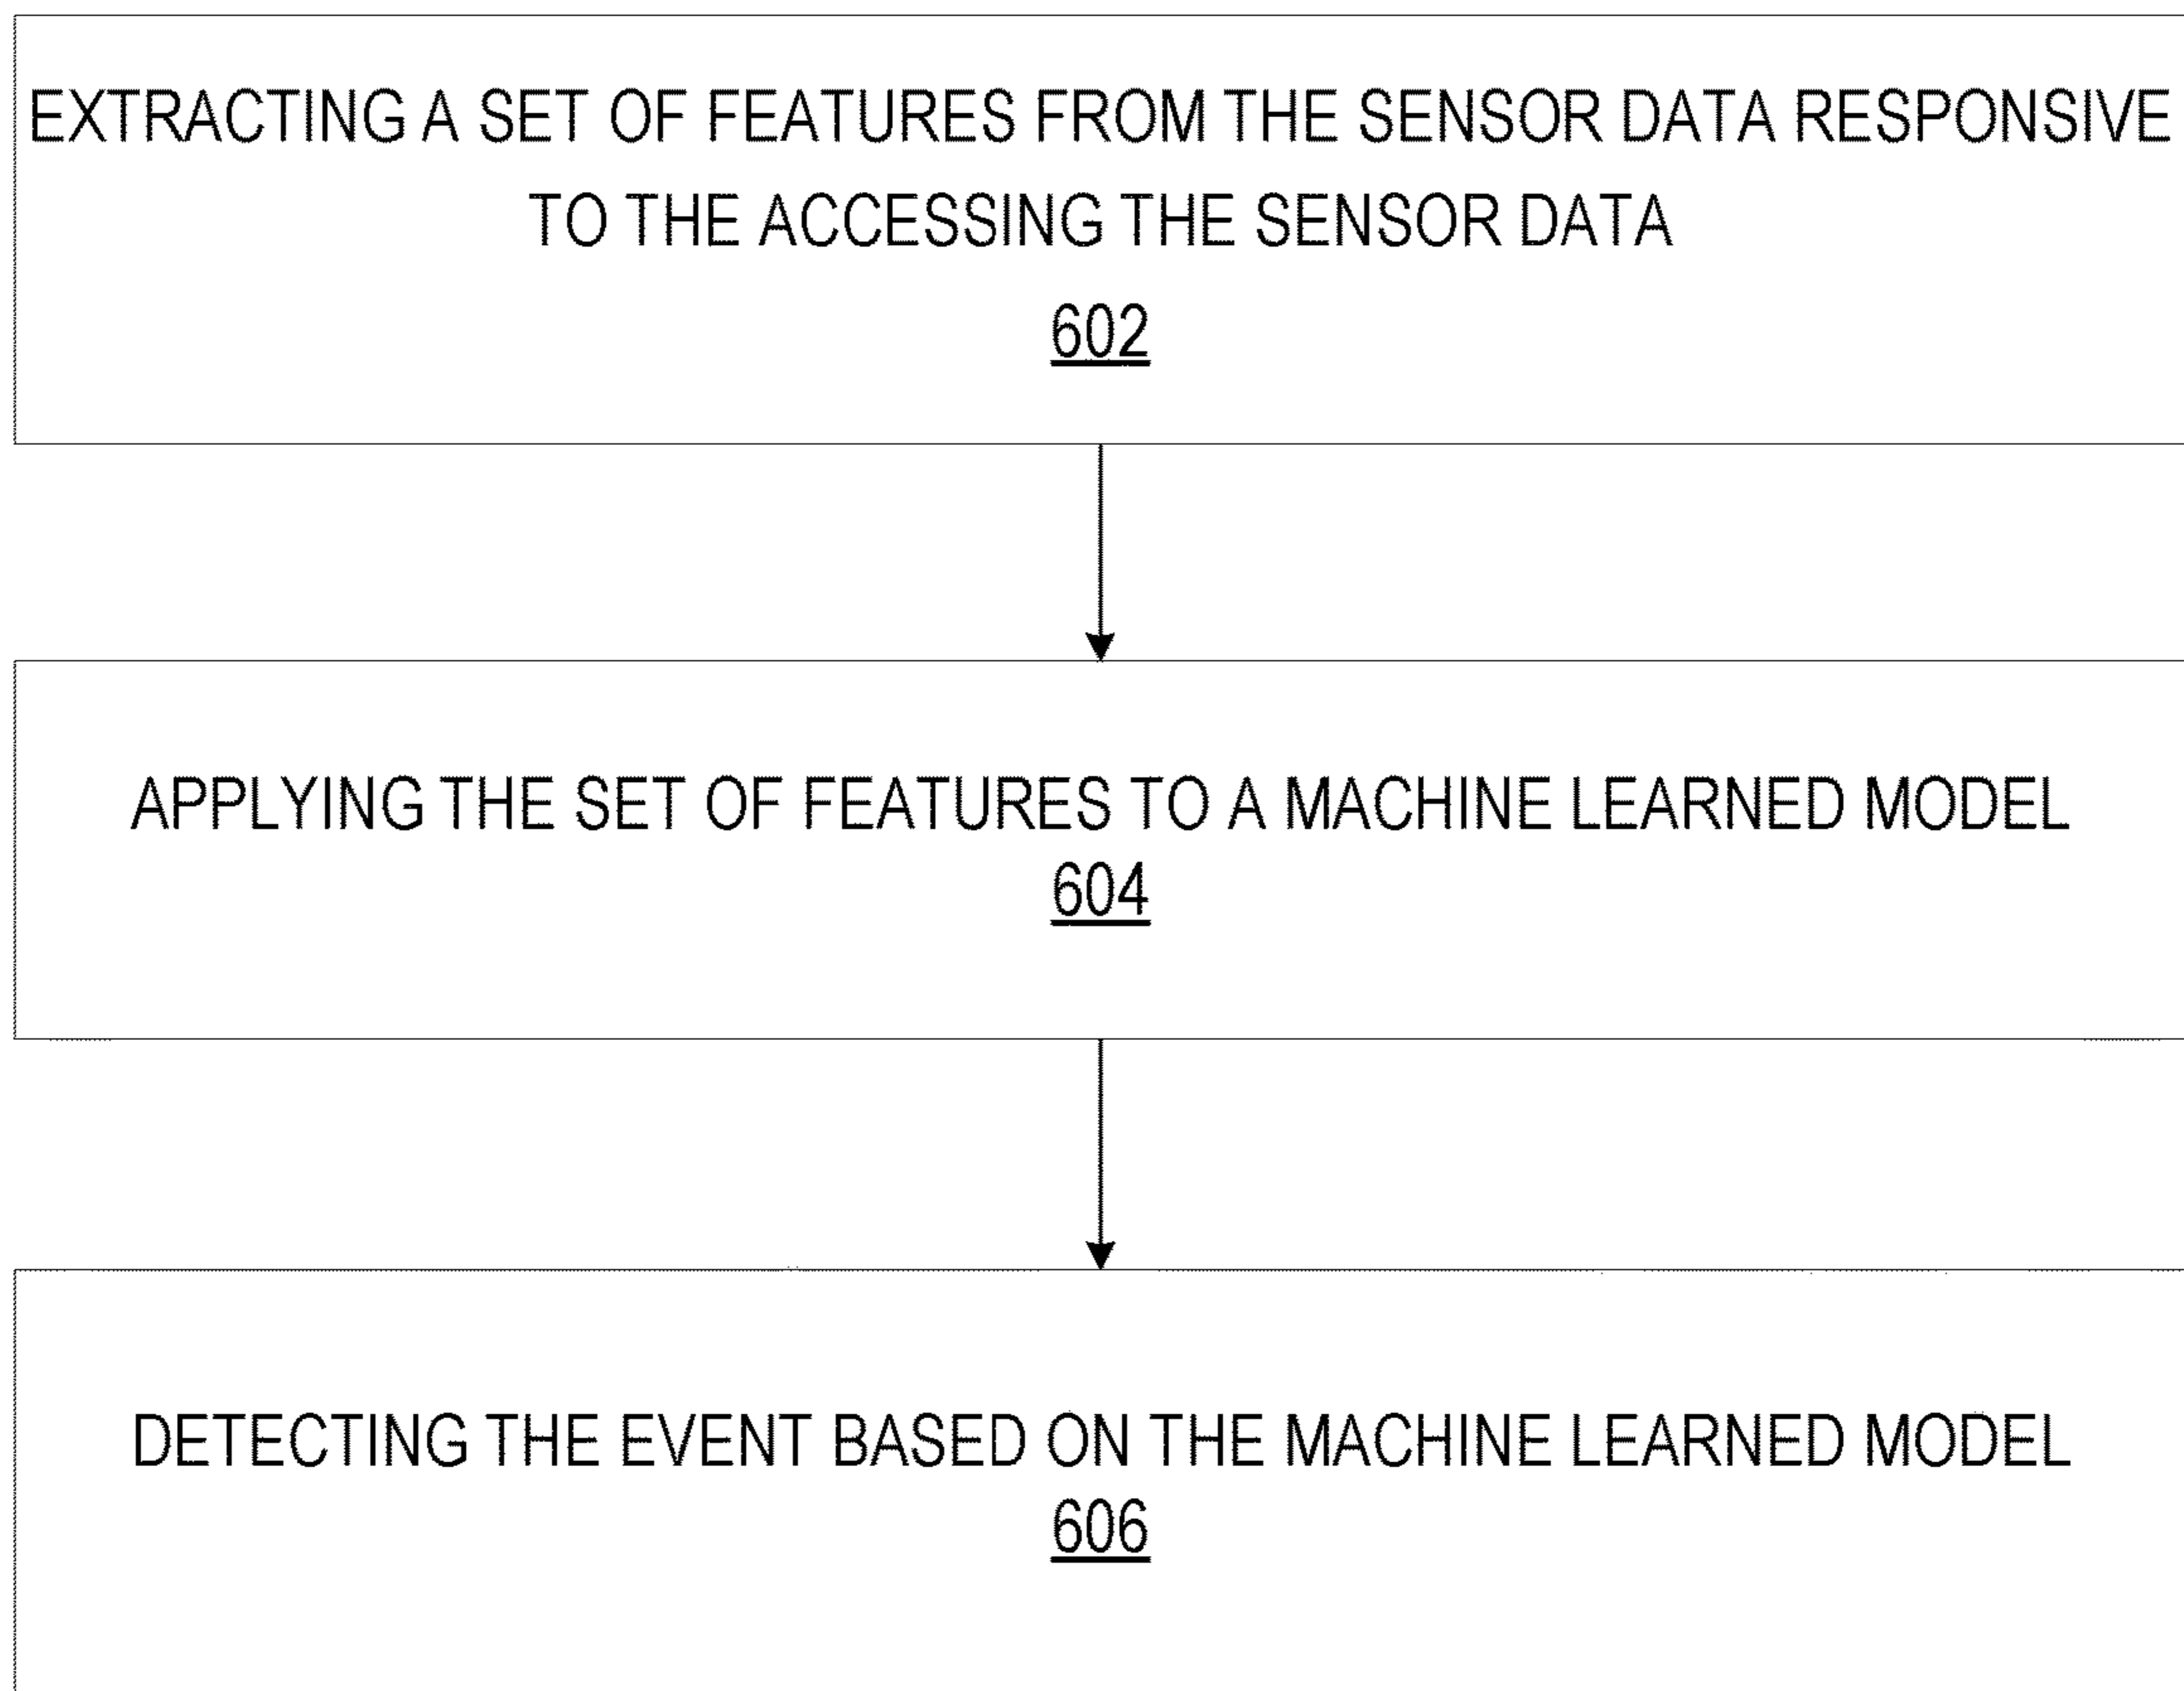 EXTRACTING A SET OF FEATURES FROM THE SENSOR DATA RESPONSIVE
TO THE ACCESSING THE SENSOR DATA
602
APPLYING THE SET OF FEATURES TO A MACHINE LEARNED MODEL
604
DETECTING THE EVENT BASED ON THE MACHINE LEARNED MODEL
606